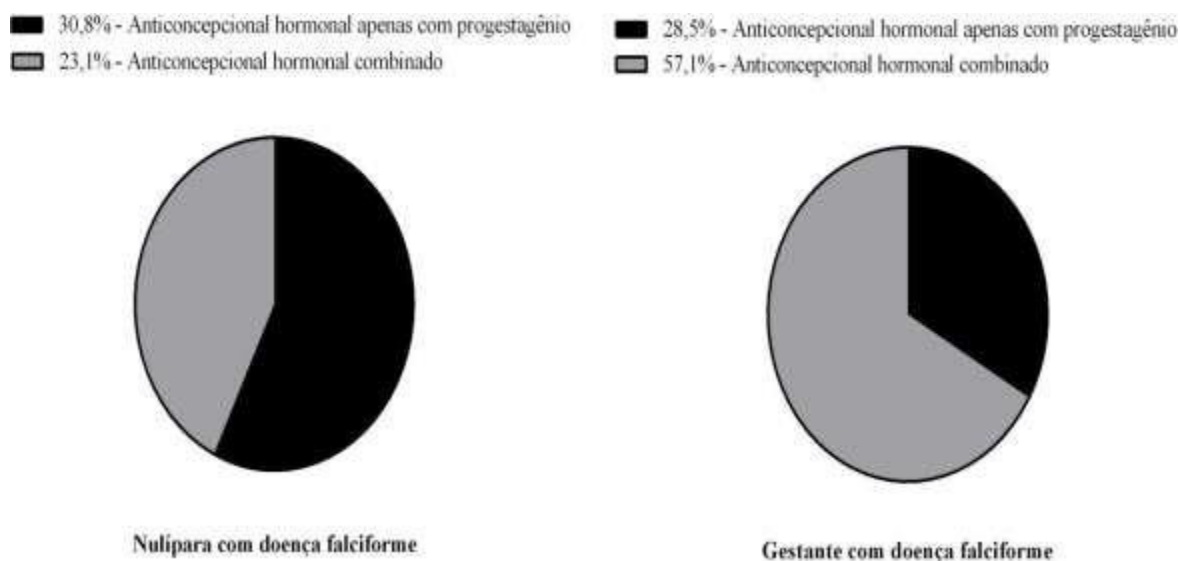 30,8% - Anticoncepcional hormonal apenas com progestagênio
23,1% - Anticoncepcional hormonal combinado
28,5% - Anticoncepcional hormonal apenas com progestagênio
57,1% - Anticoncepcional hormonal combinado
Nulípara com doença falciforme
Gestante com doença falciforme